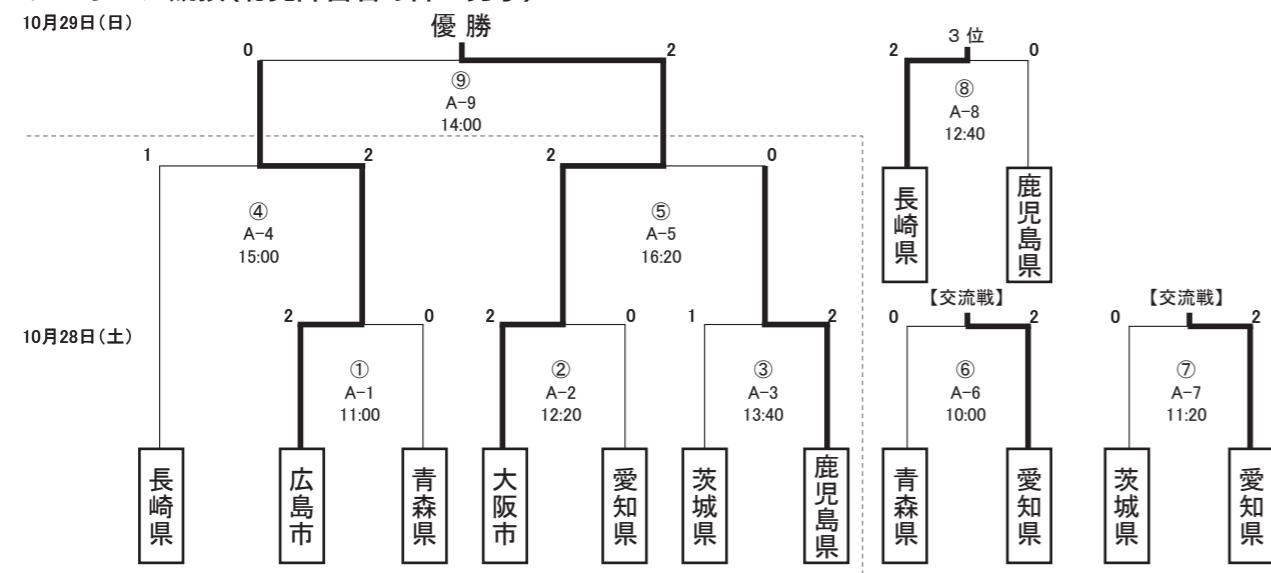 10月29日（日）
優 勝
0
2
⑨
A-9
14:00
3 位
2
0
⑧
A-8
12:40
長崎県
鹿児島県
1
2
④
A-4
15:00
2
0
⑤
A-5
16:20
10月28日（土）
2
0
①
A-1
11:00
2
0
②
A-2
12:20
1
2
③
A-3
13:40
【交流戦】
0
2
⑥
A-6
10:00
【交流戦】
0
2
⑦
A-7
11:20
長崎県
広島市
青森県
大阪市
愛知県
茨城県
鹿児島県
青森県
愛知県
茨城県
愛知県